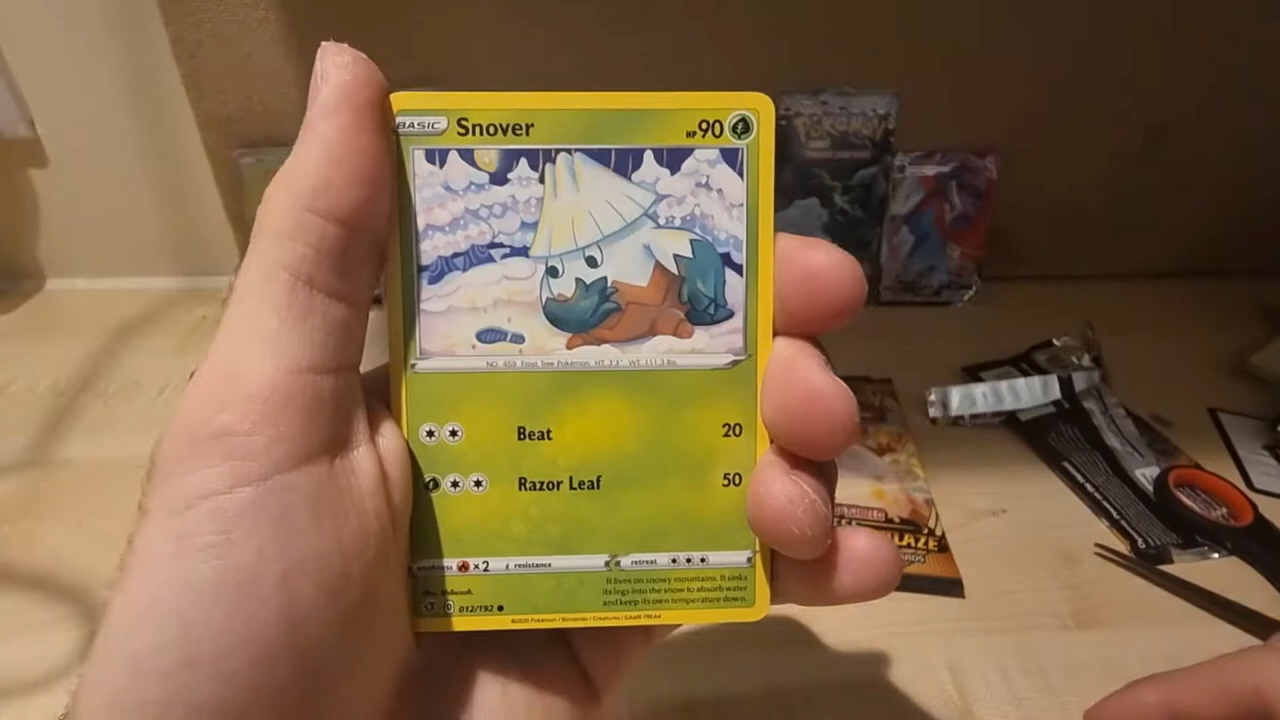 BASIC Snover HP 90
POKÉMON
NO. 459 Frost Tree Pokémon HT: 3'3" WT: 111.3 lbs.
Beat 20
Razor Leaf 50
weakness ×2 resistance retreat
It lives on snowy mountains. It sinks
its legs into the snow to absorb water
and keep its own temperature down.
D 012/192
©2020 Pokémon / Nintendo / Creatures / GAME FREAK